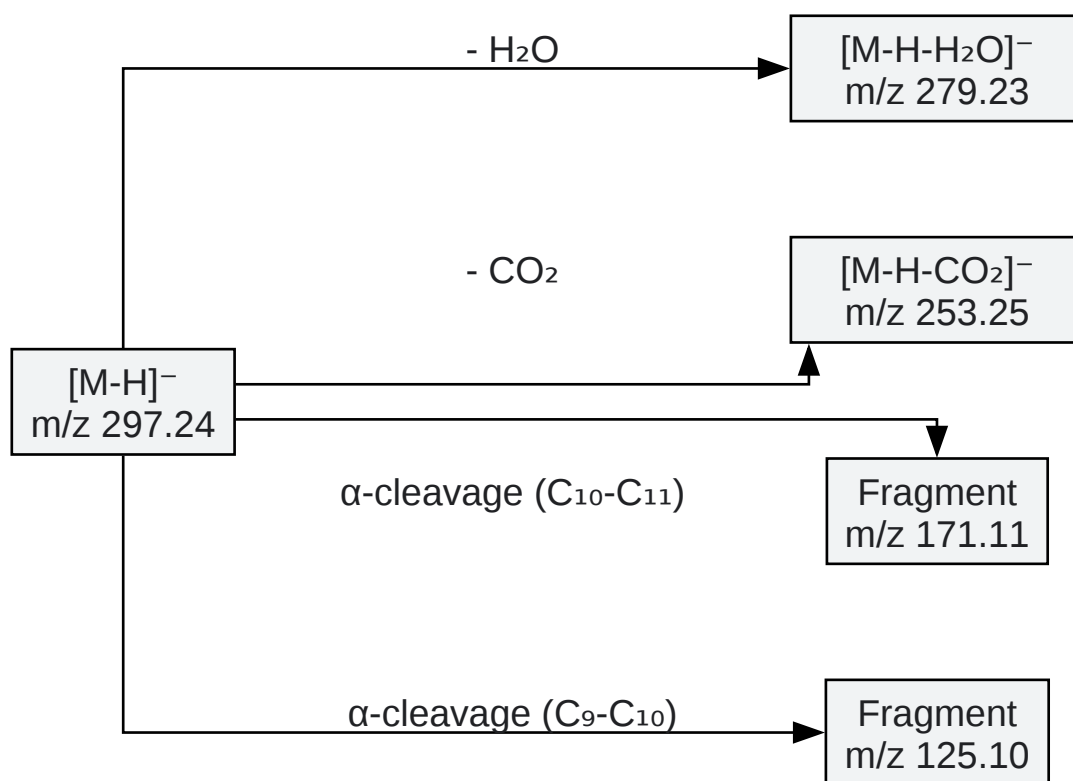 - H₂O
[M-H-H₂O]⁻
m/z 279.23
- CO₂
[M-H-CO₂]⁻
m/z 253.25
[M-H]⁻
m/z 297.24
α-cleavage (C₁₀-C₁₁)
Fragment
m/z 171.11
α-cleavage (C₉-C₁₀)
Fragment
m/z 125.10